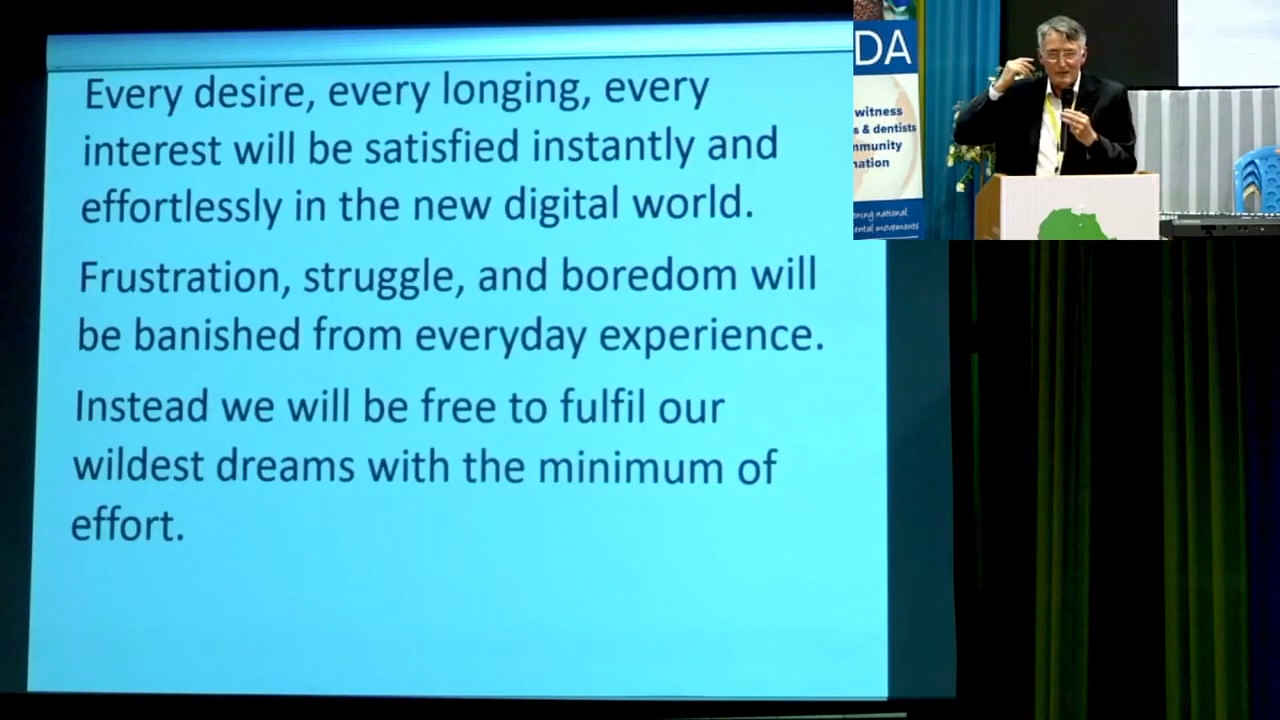 Every desire, every longing, every
interest will be satisfied instantly and
effortlessly in the new digital world.
Frustration, struggle, and boredom will
be banished from everyday experience.
Instead we will be free to fulfil our
wildest dreams with the minimum of
effort.
DA
witness
& dentists
national
movements